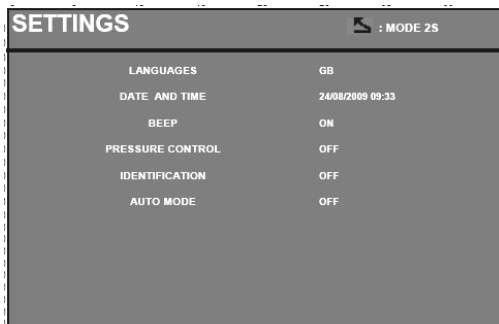 SETTINGS : MODE 2S
LANGUAGES GB
DATE AND TIME 24/08/2009 09:33
BEEP ON
PRESSURE CONTROL OFF
IDENTIFICATION OFF
AUTO MODE OFF